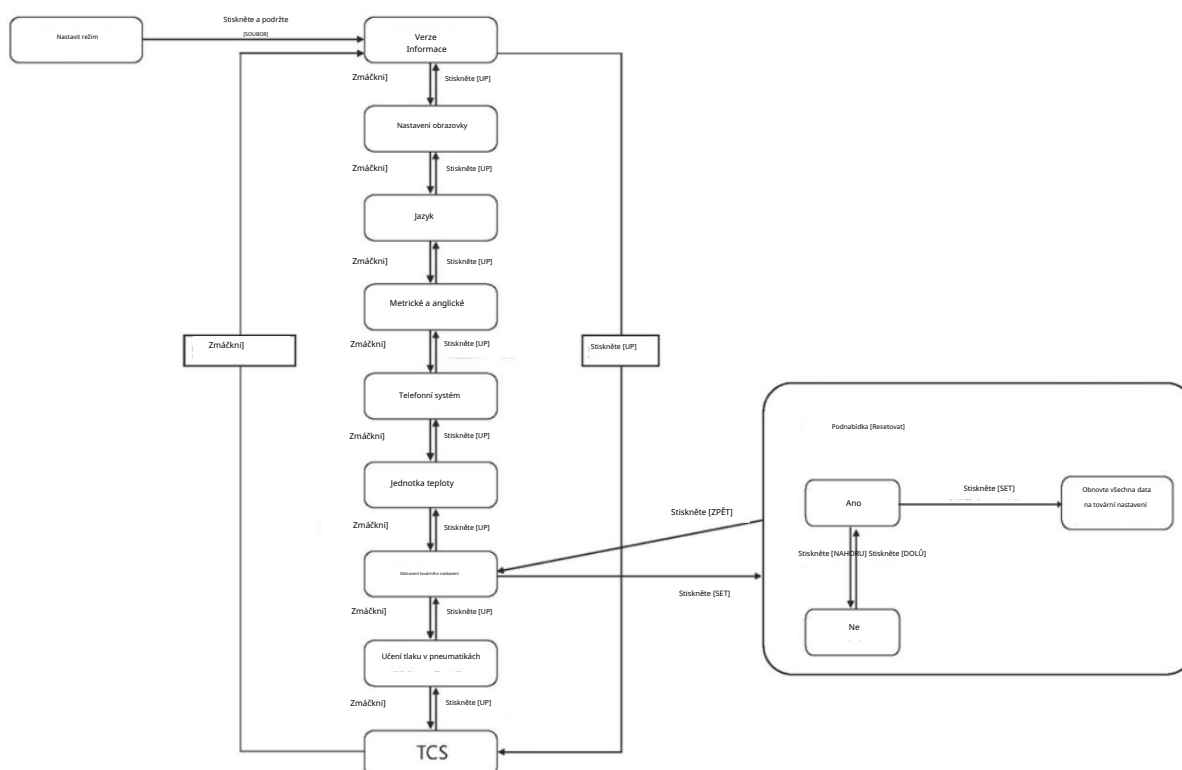 Stiskněte a podržte
[SOUBOR]
Nastavit režim
Verze
Informace
Zmáčkni]
Stiskněte [UP]
Nastavení obrazovky
Zmáčkni]
Stiskněte [UP]
Jazyk
Zmáčkni]
Stiskněte [UP]
Metrické a anglické
Zmáčkni]
Zmáčkni]
Stiskněte [UP]
Stiskněte [UP]
Telefonní systém
Zmáčkni]
Stiskněte [UP]
Jednotka teploty
Zmáčkni]
Stiskněte [UP]
Obnovení továrního nastavení
Zmáčkni]
Stiskněte [UP]
Učení tlaku v pneumatikách
Zmáčkni]
Stiskněte [UP]
TCS
Stiskněte [ZPĚT]
Stiskněte [SET]
Podnabídka [Resetovat]
Ano
Stiskněte [SET]
Obnovte všechna data
na tovární nastavení
Stiskněte [NAHORU] Stiskněte [DOLŮ]
Ne